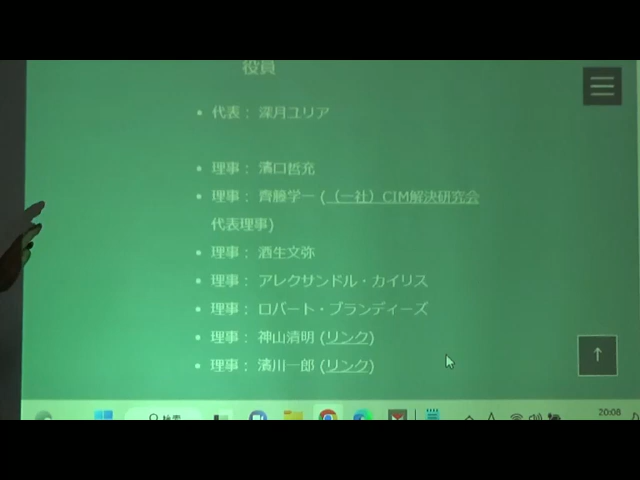 役員
• 代表： 深月ユリア
• 理事： 濱口哲充
• 理事： 齊藤学一 (（一社）CIM解決研究会
代表理事)
• 理事： 酒生文弥
• 理事： アレクサンドル・カイリス
• 理事： ロバート・ブランディーズ
• 理事： 神山清明 (リンク)
• 理事： 濱川一郎 (リンク)
↑
検索
20:08